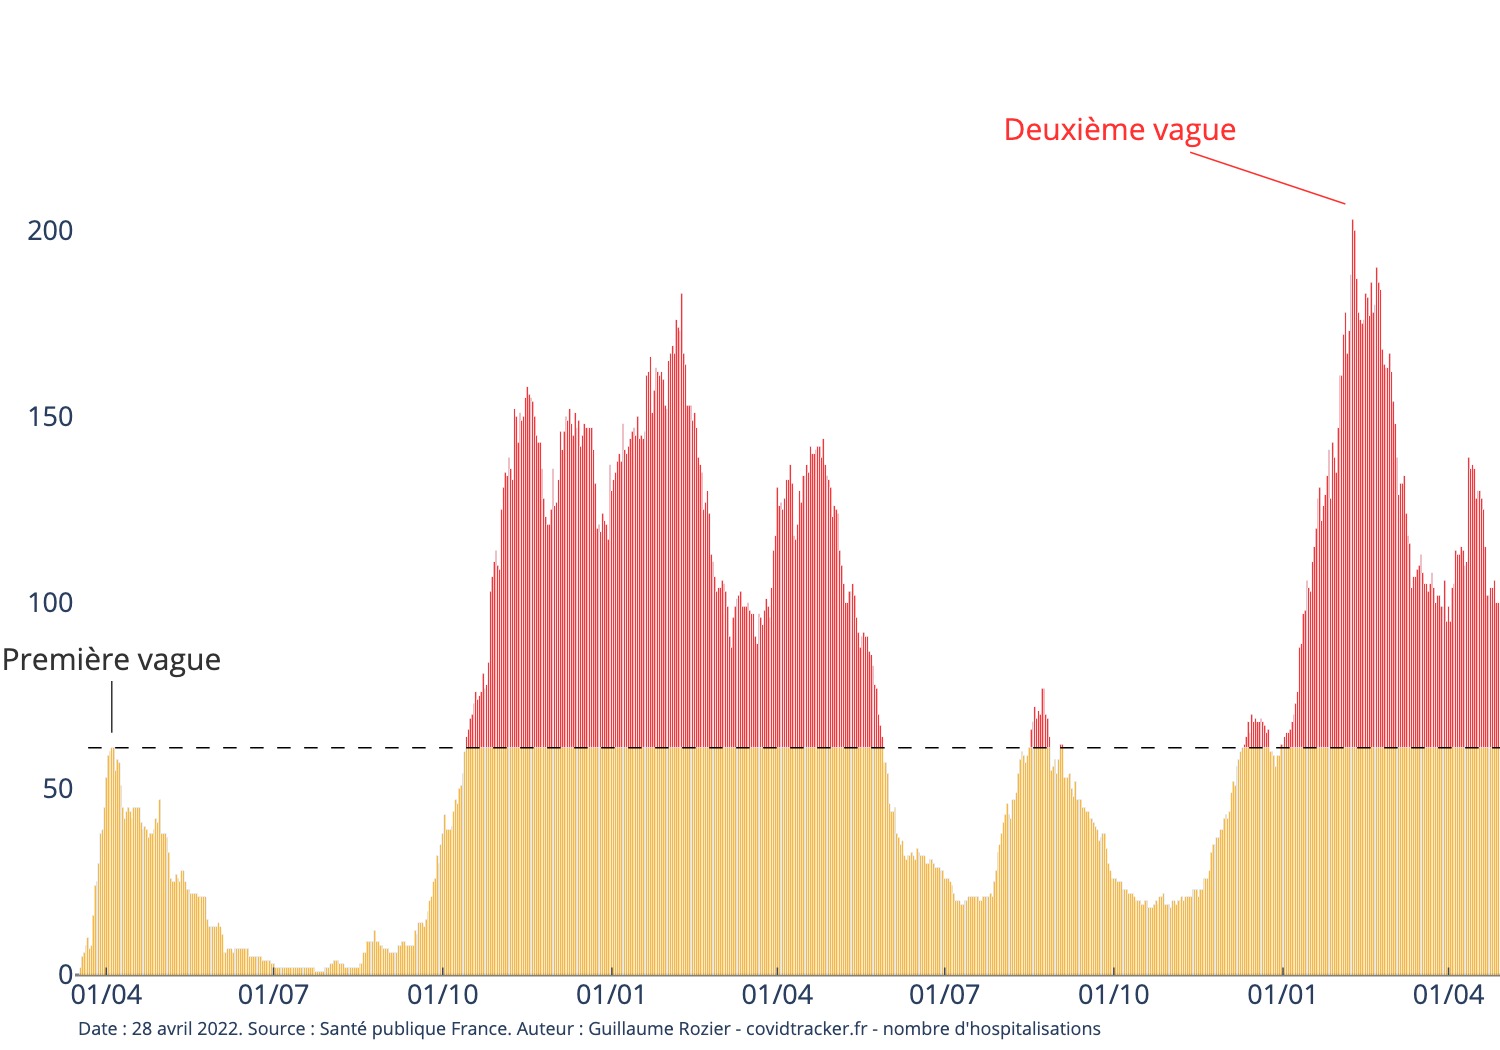 Deuxième vague
200
150
100
Première vague
50
0
01/04 01/07 01/10 01/01 01/04 01/07 01/10 01/01 01/04
Date : 28 avril 2022. Source : Santé publique France. Auteur : Guillaume Rozier - covidtracker.fr - nombre d'hospitalisations